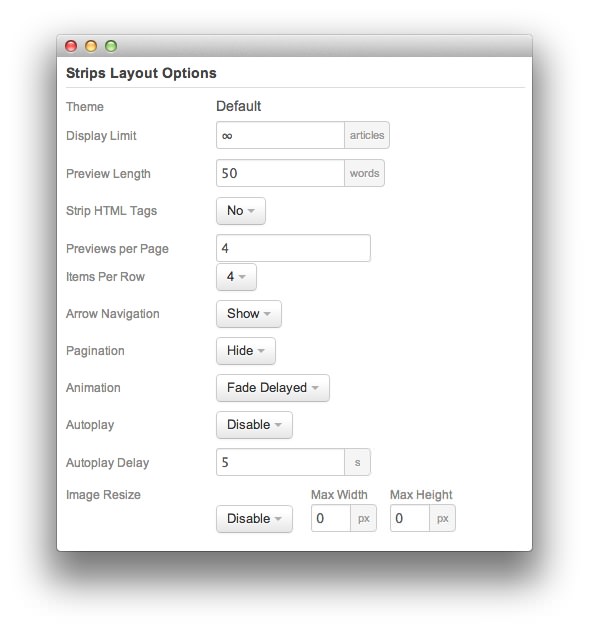 Strips Layout Options
Theme Default
Display Limit ∞ articles
Preview Length 50 words
Strip HTML Tags No
Previews per Page 4
Items Per Row 4
Arrow Navigation Show
Pagination Hide
Animation Fade Delayed
Autoplay Disable
Autoplay Delay 5 s
Image Resize Max Width Max Height
Disable 0 px 0 px